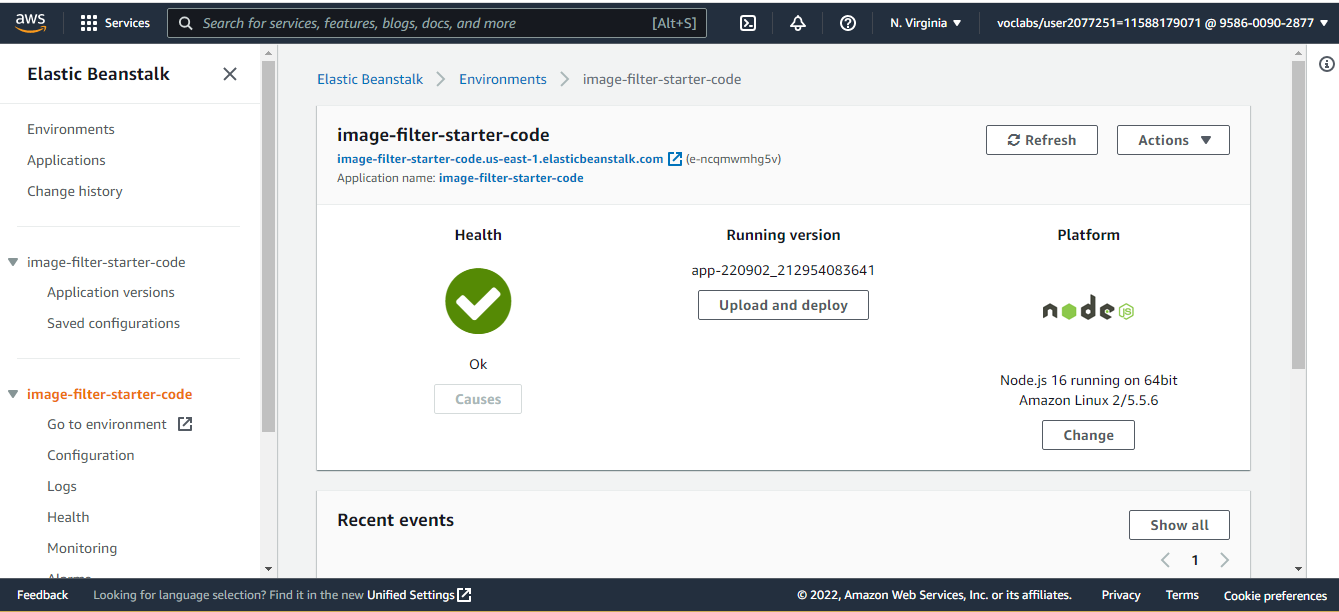 aws Services Search for services, features, blogs, docs, and more [Alt+S] N. Virginia ▼ voclabs/user2077251=11588179071 @ 9586-0090-2877 ▼
Elastic Beanstalk
Environments
Applications
Change history
image-filter-starter-code
Application versions
Saved configurations
image-filter-starter-code
Go to environment
Configuration
Logs
Health
Monitoring
Alarms
Elastic Beanstalk > Environments > image-filter-starter-code
image-filter-starter-code
image-filter-starter-code.us-east-1.elasticbeanstalk.com (e-ncqmwmhg5v)
Application name: image-filter-starter-code
Refresh
Actions ▼
Health
Ok
Causes
Running version
app-220902_212954083641
Upload and deploy
Platform
node JS
Node.js 16 running on 64bit
Amazon Linux 2/5.5.6
Change
Recent events
Show all
< 1 >
Feedback Looking for language selection? Find it in the new Unified Settings © 2022, Amazon Web Services, Inc. or its affiliates. Privacy Terms Cookie preferences